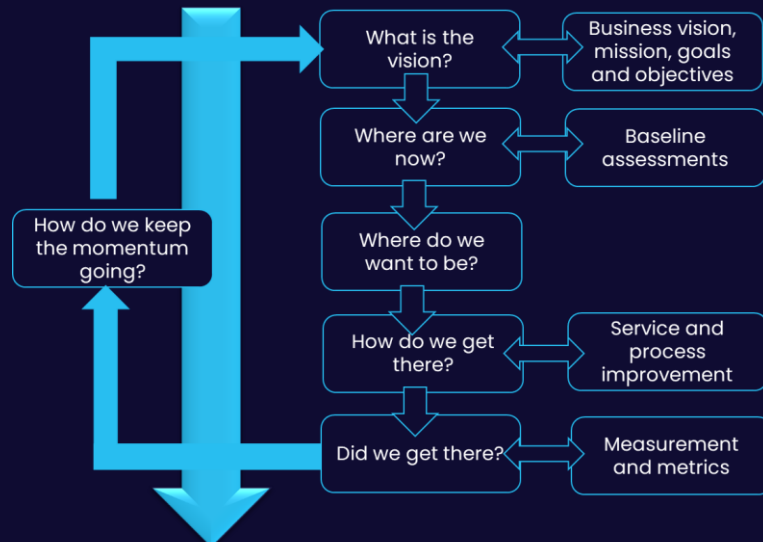 What is the
vision?
Business vision,
mission, goals
and objectives
Where are we
now?
Baseline
assessments
How do we keep
the momentum
going?
Where do we
want to be?
How do we get
there?
Service and
process
improvement
Did we get there?
Measurement
and metrics